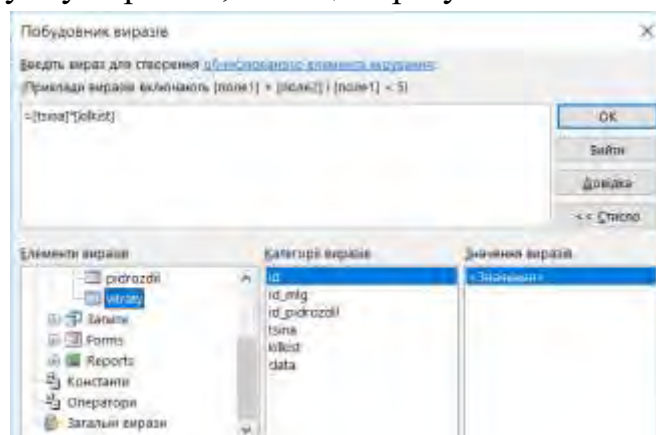 Побудовник виразів
Введіть вираз для створення обчислюваного елемента керування:
(Приклади виразів включають [поле1] + [поле2] і [поле1] < 5)
=[tsina]*[kilkist]
OK
Вийти
Довідка
<< Стисло
Елементи виразів
Категорії виразів
Значення виразів
pidrozdil
vitraty
Запити
Forms
Reports
Константи
Оператори
Загальні вирази
id
id_mtg
id_pidrozdil
tsina
kilkist
data
<Значення>